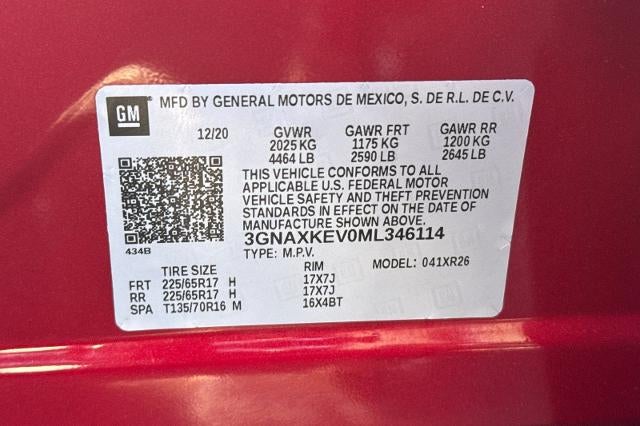 GM
MFD BY GENERAL MOTORS DE MEXICO, S. DE R.L. DE C.V.
12/20 GVWR GAWR FRT GAWR RR
2025 KG 1175 KG 1200 KG
4464 LB 2590 LB 2645 LB
THIS VEHICLE CONFORMS TO ALL
APPLICABLE U.S. FEDERAL MOTOR
VEHICLE SAFETY AND THEFT PREVENTION
STANDARDS IN EFFECT ON THE DATE OF
MANUFACTURE SHOWN ABOVE.
3GNAXKEV0ML346114
434B
TYPE: M.P.V. MODEL: 041XR26
TIRE SIZE RIM
FRT 225/65R17 H 17X7J
RR 225/65R17 H 17X7J
SPA T135/70R16 M 16X4BT